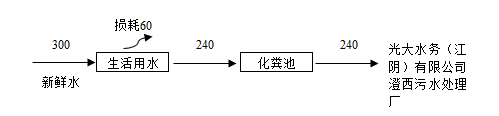 损耗60
300
生活用水
新鲜水
240
化粪池
240
光大水务（江
阴）有限公司
澄西污水处理
厂